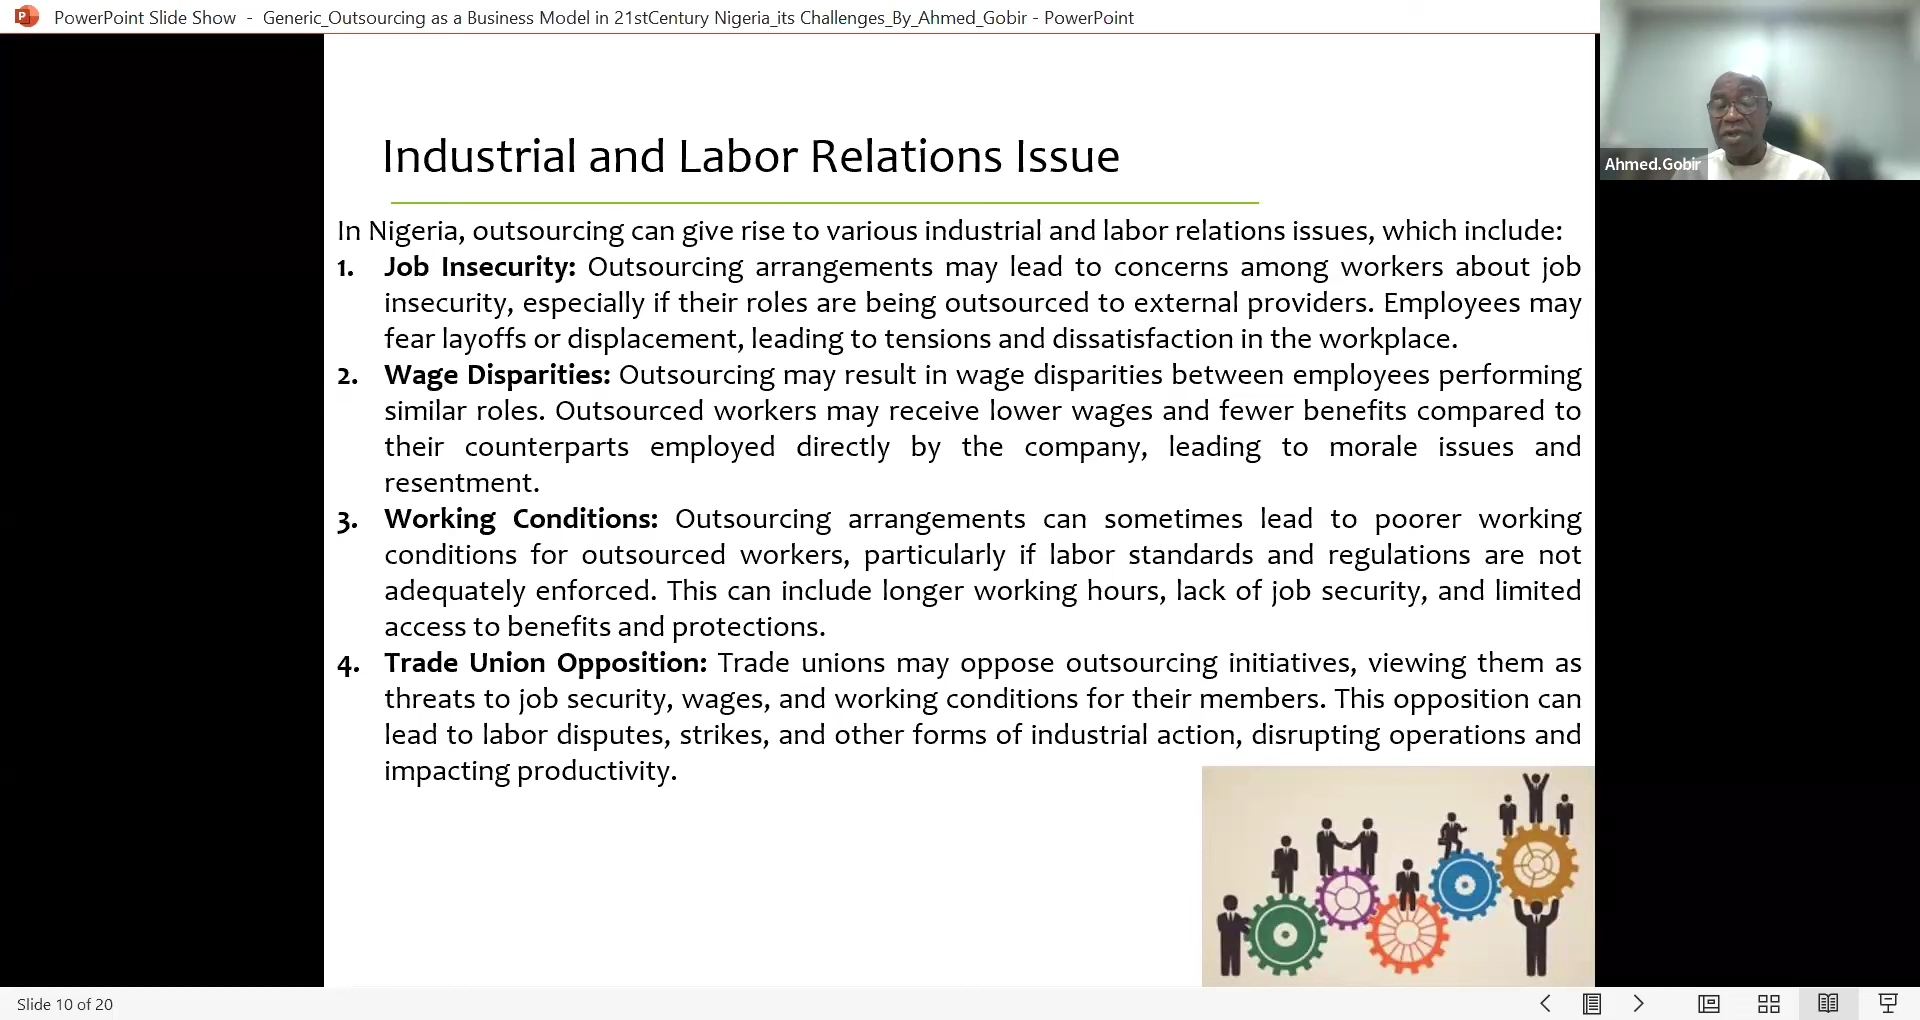 P PowerPoint Slide Show - Generic_Outsourcing as a Business Model in 21stCentury Nigeria_its Challenges_By_Ahmed_Gobir - PowerPoint
Ahmed.Gobir
Industrial and Labor Relations Issue
In Nigeria, outsourcing can give rise to various industrial and labor relations issues, which include:
1. Job Insecurity: Outsourcing arrangements may lead to concerns among workers about job
insecurity, especially if their roles are being outsourced to external providers. Employees may
fear layoffs or displacement, leading to tensions and dissatisfaction in the workplace.
2. Wage Disparities: Outsourcing may result in wage disparities between employees performing
similar roles. Outsourced workers may receive lower wages and fewer benefits compared to
their counterparts employed directly by the company, leading to morale issues and
resentment.
3. Working Conditions: Outsourcing arrangements can sometimes lead to poorer working
conditions for outsourced workers, particularly if labor standards and regulations are not
adequately enforced. This can include longer working hours, lack of job security, and limited
access to benefits and protections.
4. Trade Union Opposition: Trade unions may oppose outsourcing initiatives, viewing them as
threats to job security, wages, and working conditions for their members. This opposition can
lead to labor disputes, strikes, and other forms of industrial action, disrupting operations and
impacting productivity.
Slide 10 of 20